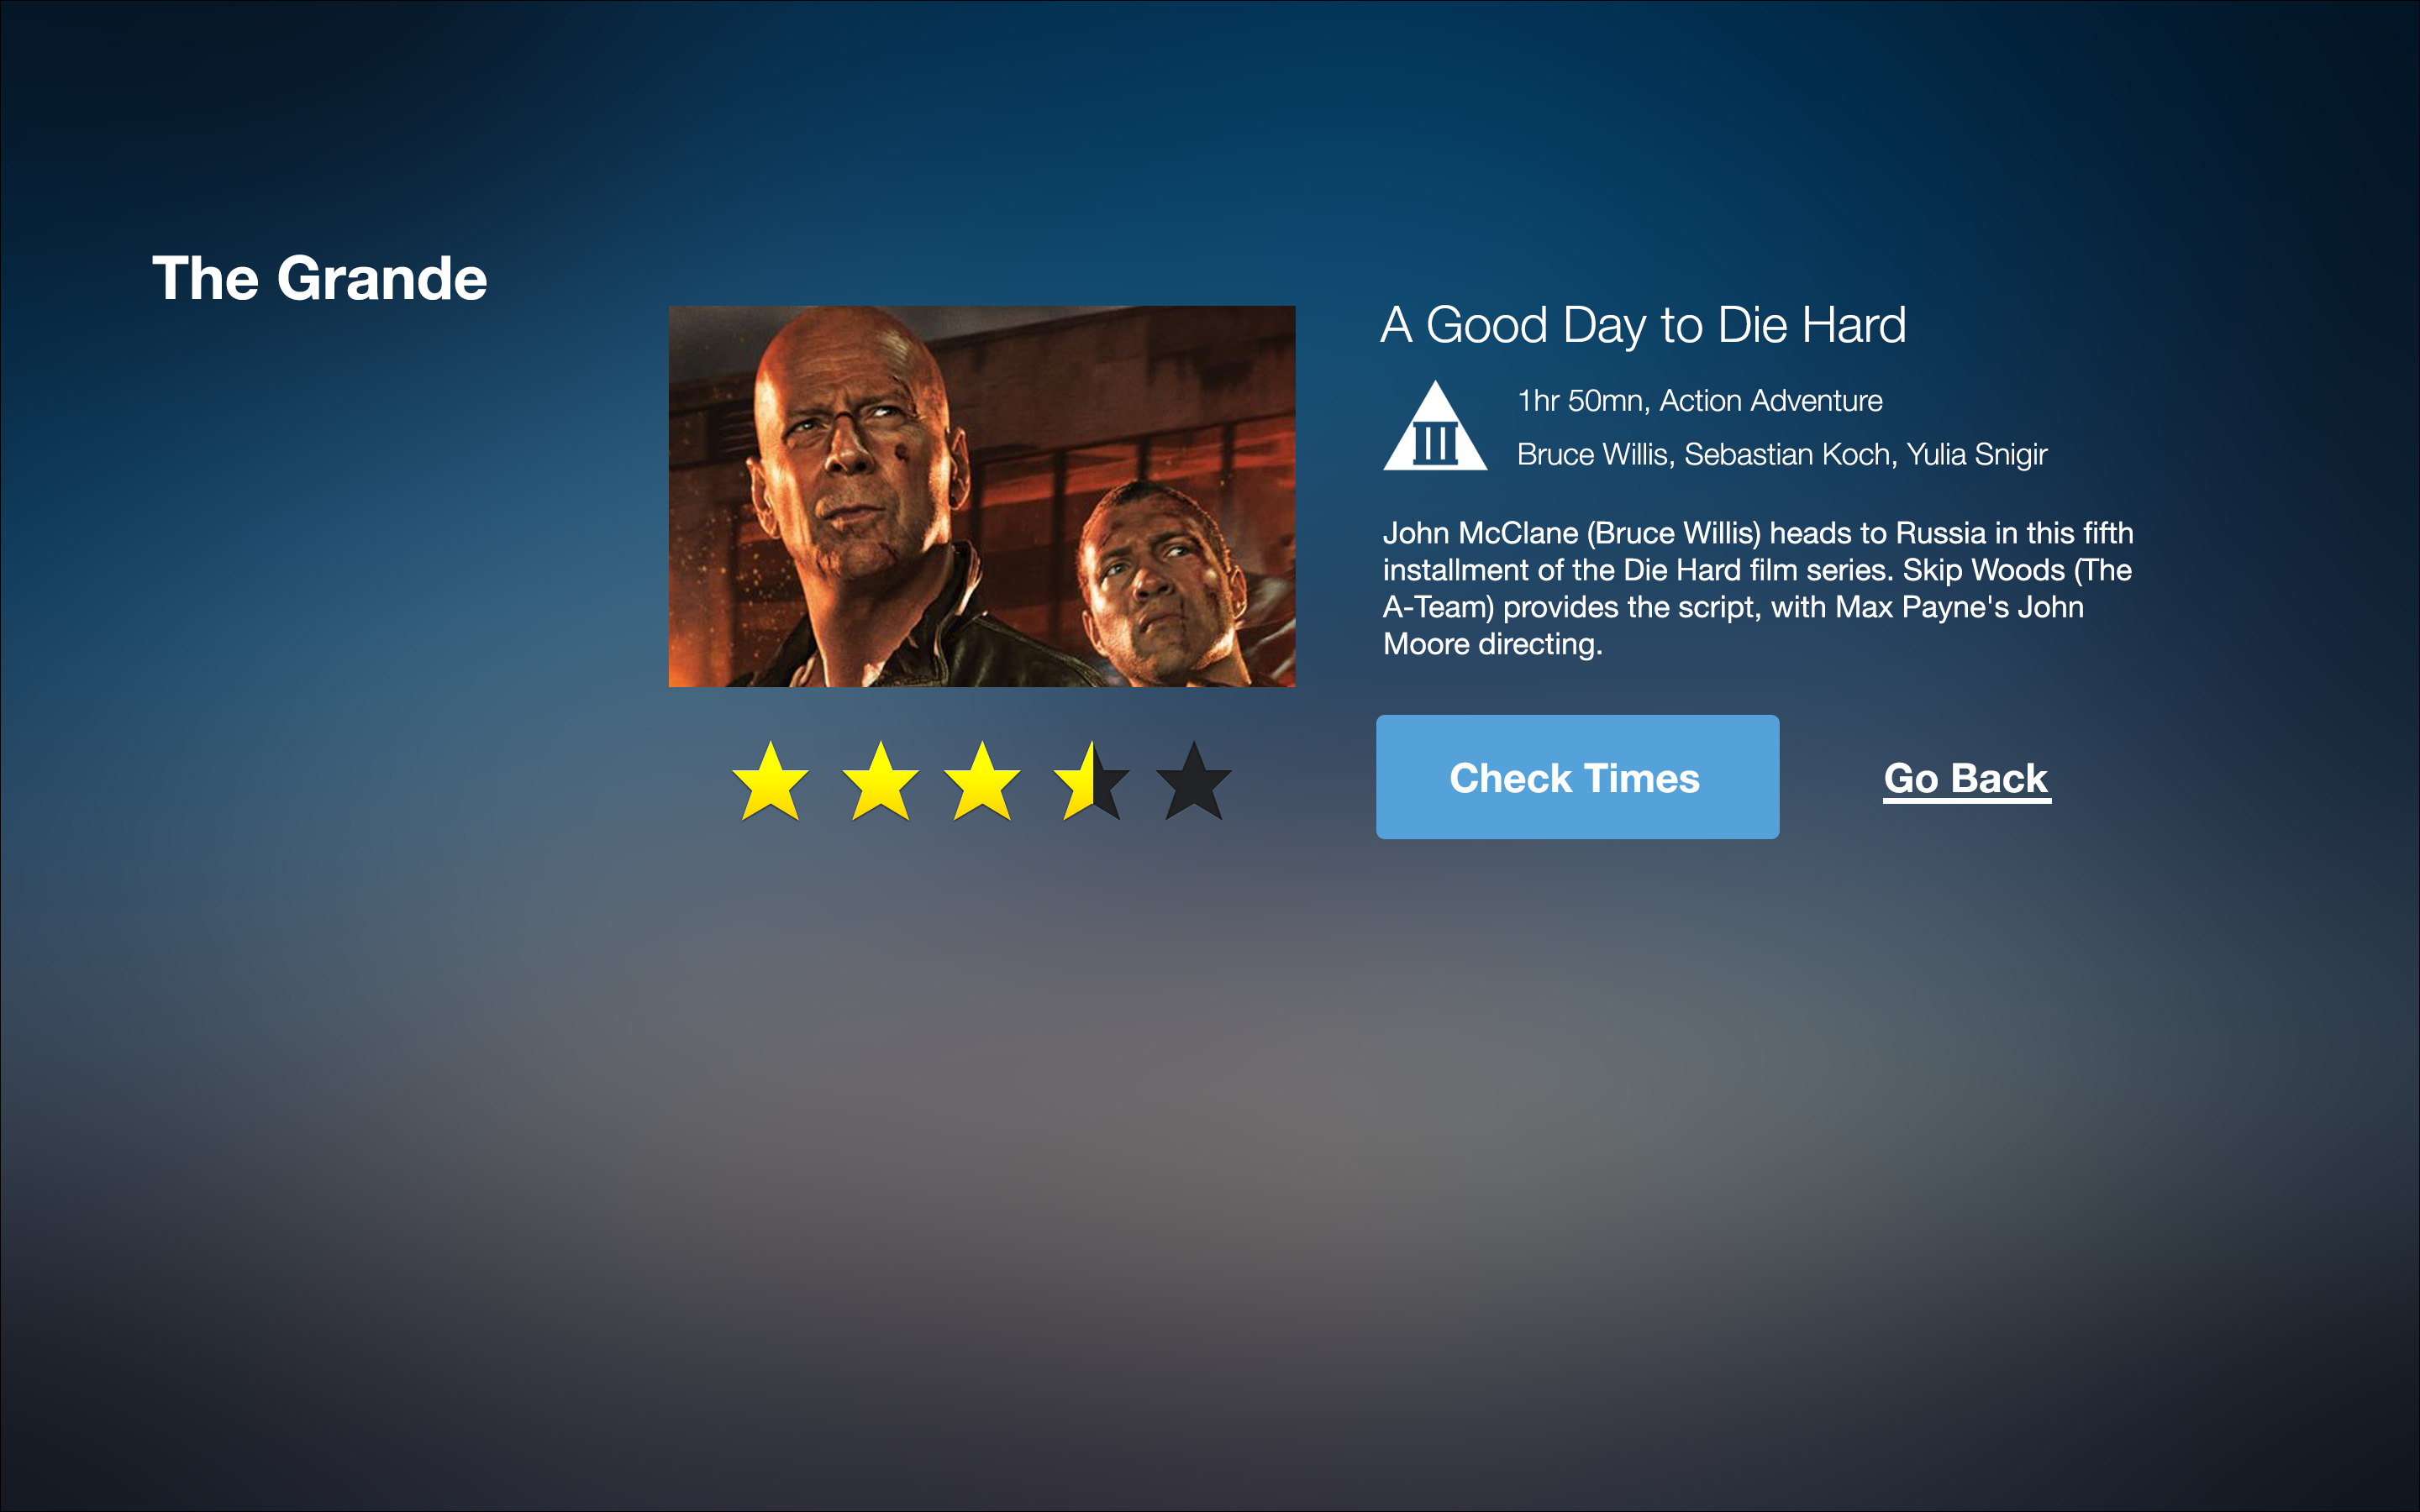 The Grande
A Good Day to Die Hard
1hr 50mn, Action Adventure
Bruce Willis, Sebastian Koch, Yulia Snigir
John McClane (Bruce Willis) heads to Russia in this fifth
installment of the Die Hard film series. Skip Woods (The
A-Team) provides the script, with Max Payne's John
Moore directing.
Check Times
Go Back